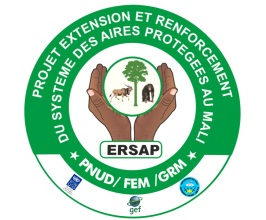 PROJET EXTENSION ET RENFORCEMENT
DU SYSTEME DES AIRES PROTEGEES AU MALI
ERSAP
★ PNUD/ FEM /GRM ★
gef